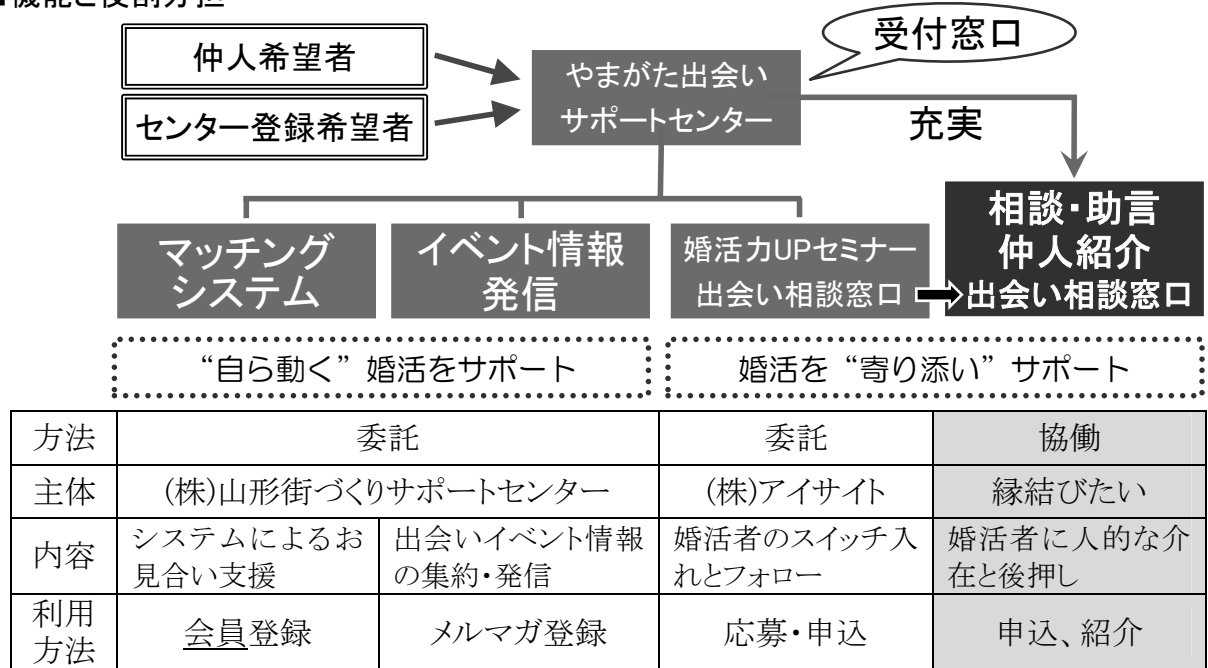 ■機能と役割分担
仲人希望者
センター登録希望者
やまがた出会い
サポートセンター
受付窓口
充実
マッチング
システム
イベント情報
発信
婚活力UPセミナー
出会い相談窓口
相談・助言
仲人紹介
出会い相談窓口
“自ら動く”婚活をサポート
婚活を“寄り添い”サポート
方法
委託
委託
協働
主体
(株)山形街づくりサポートセンター
(株)アイサイト
縁結びたい
内容
システムによるお
見合い支援
出会いイベント情報
の集約・発信
婚活者のスイッチ入
れとフォロー
婚活者に人的な介
在と後押し
利用
方法
会員登録
メルマガ登録
応募・申込
申込、紹介